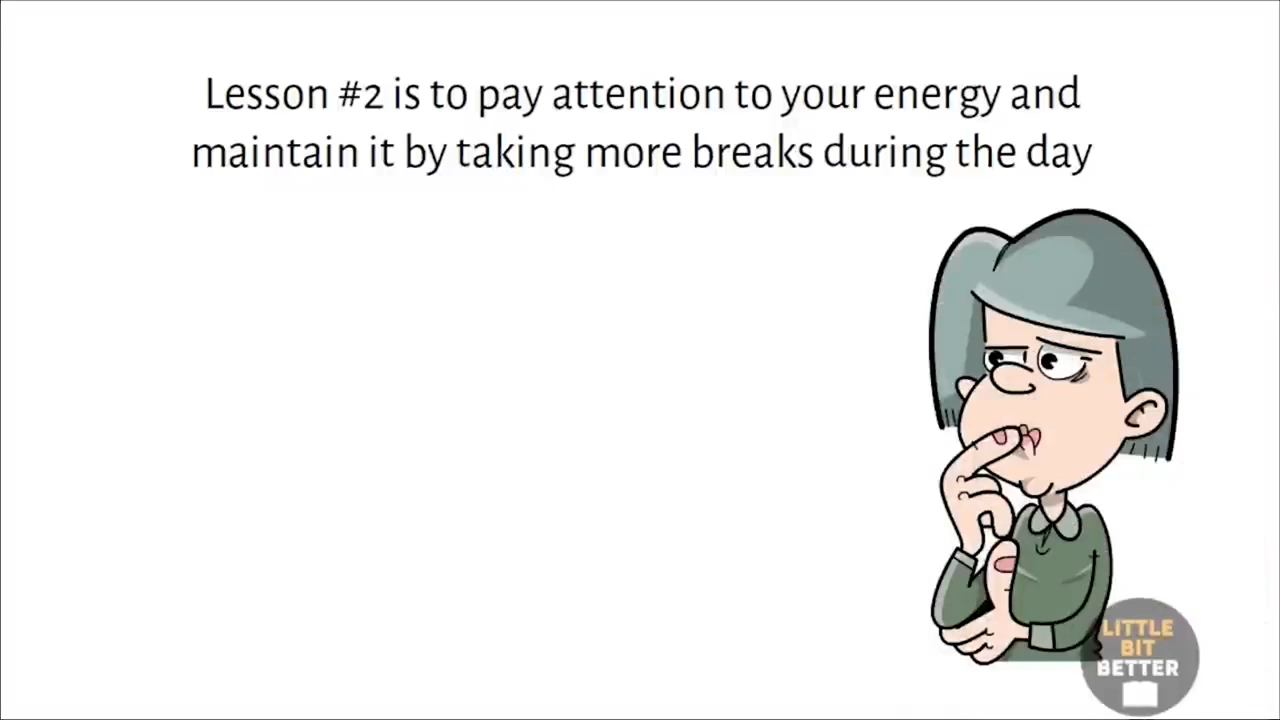 Lesson #2 is to pay attention to your energy and
maintain it by taking more breaks during the day
LITTLE
BIT
BETTER